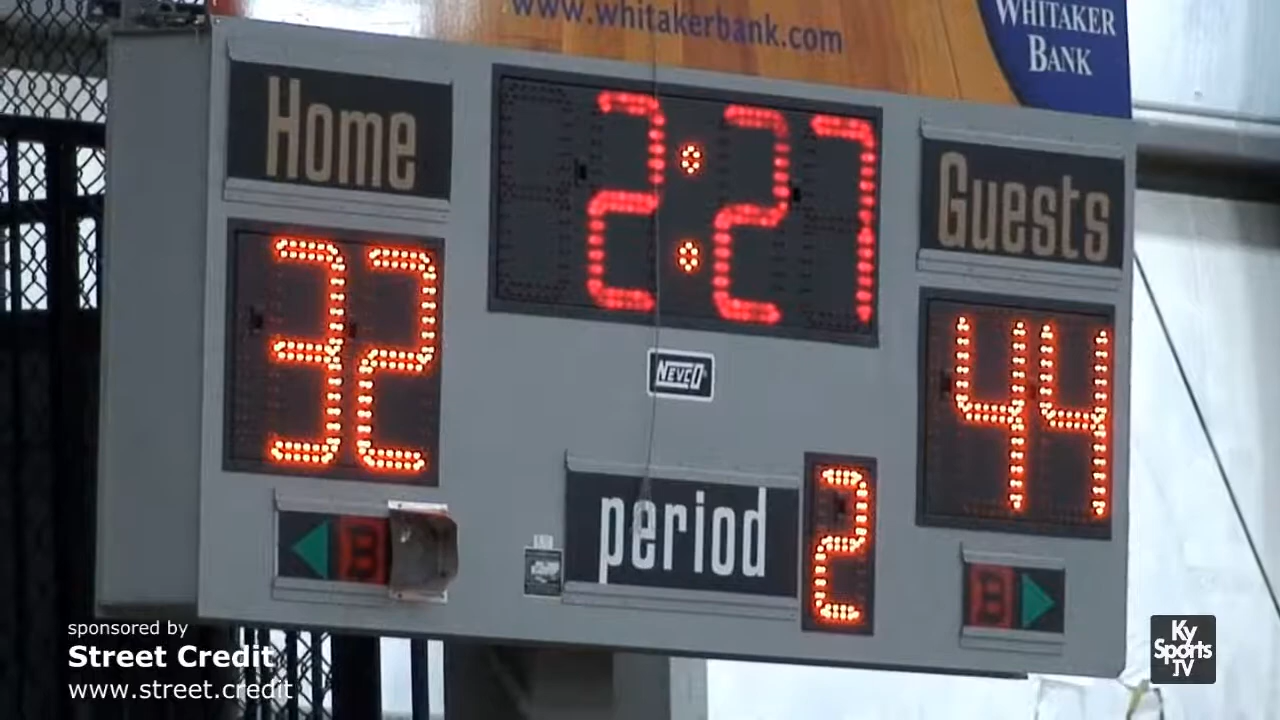 www.whitakerbank.com
WHITAKER
BANK
Home
2:27
Guests
32
44
NEVCO
period
2
B
B
sponsored by
Street Credit
www.street.credit
Ky
Sports
TV